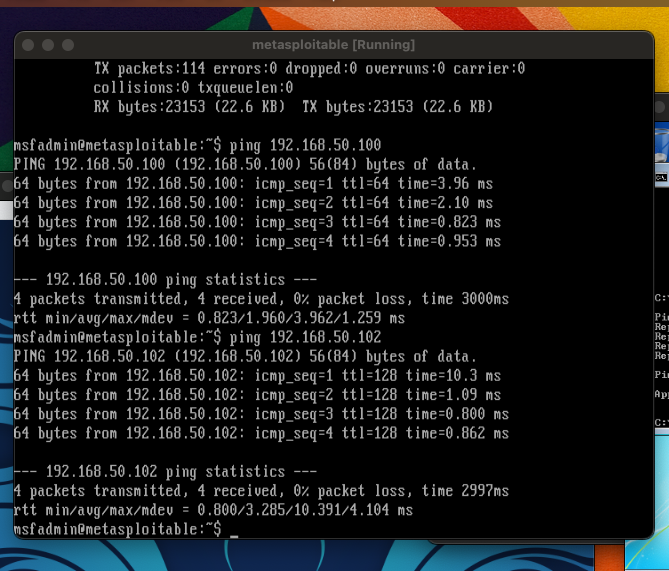 metasploitable [Running]
TX packets:114 errors:0 dropped:0 overruns:0 carrier:0
collisions:0 txqueuelen:0
RX bytes:23153 (22.6 KB)  TX bytes:23153 (22.6 KB)
msfadmin@metasploitable:~$ ping 192.168.50.100
PING 192.168.50.100 (192.168.50.100) 56(84) bytes of data.
64 bytes from 192.168.50.100: icmp_seq=1 ttl=64 time=3.96 ms
64 bytes from 192.168.50.100: icmp_seq=2 ttl=64 time=2.10 ms
64 bytes from 192.168.50.100: icmp_seq=3 ttl=64 time=0.823 ms
64 bytes from 192.168.50.100: icmp_seq=4 ttl=64 time=0.953 ms
--- 192.168.50.100 ping statistics ---
4 packets transmitted, 4 received, 0% packet loss, time 3000ms
rtt min/avg/max/mdev = 0.823/1.960/3.962/1.259 ms
msfadmin@metasploitable:~$ ping 192.168.50.102
PING 192.168.50.102 (192.168.50.102) 56(84) bytes of data.
64 bytes from 192.168.50.102: icmp_seq=1 ttl=128 time=10.3 ms
64 bytes from 192.168.50.102: icmp_seq=2 ttl=128 time=1.09 ms
64 bytes from 192.168.50.102: icmp_seq=3 ttl=128 time=0.800 ms
64 bytes from 192.168.50.102: icmp_seq=4 ttl=128 time=0.862 ms
--- 192.168.50.102 ping statistics ---
4 packets transmitted, 4 received, 0% packet loss, time 2997ms
rtt min/avg/max/mdev = 0.800/3.285/10.391/4.104 ms
msfadmin@metasploitable:~$ _